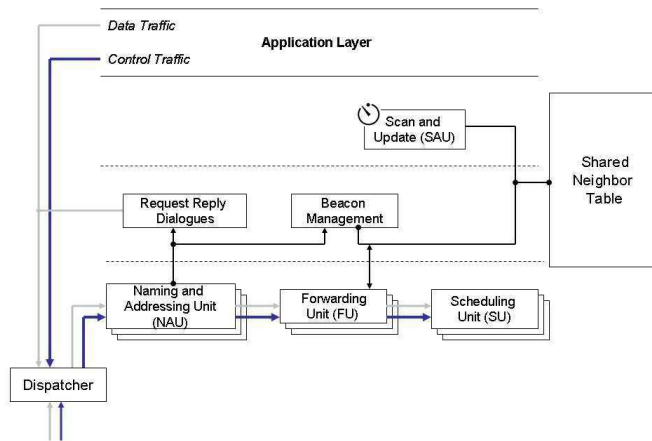 Data Traffic
Application Layer
Control Traffic
Scan and
Update (SAU)
Shared
Neighbor
Table
Request Reply
Dialogues
Beacon
Management
Naming and
Addressing Unit
(NAU)
Forwarding
Unit (FU)
Scheduling
Unit (SU)
Dispatcher